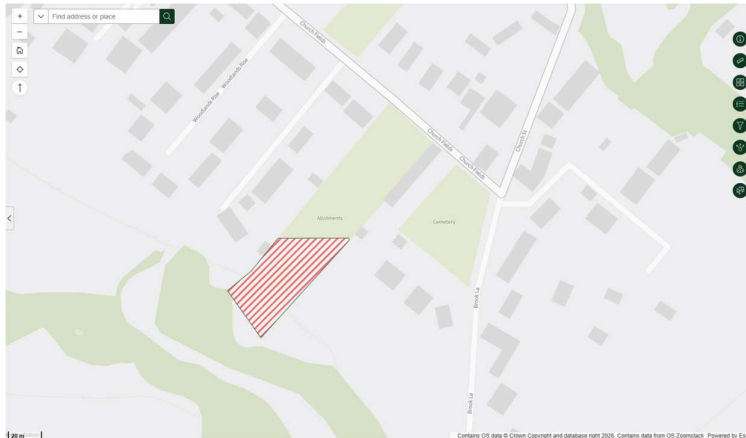 Find address or place
Church Fields
Woodlands Rise
Woodlands Rise
Church Fields
Church Fields
Church St
Allotments
Cemetery
Brook La
Brook La
20 m
Contains OS data © Crown Copyright and database right 2026. Contains data from OS Zoomstack. Powered by Es